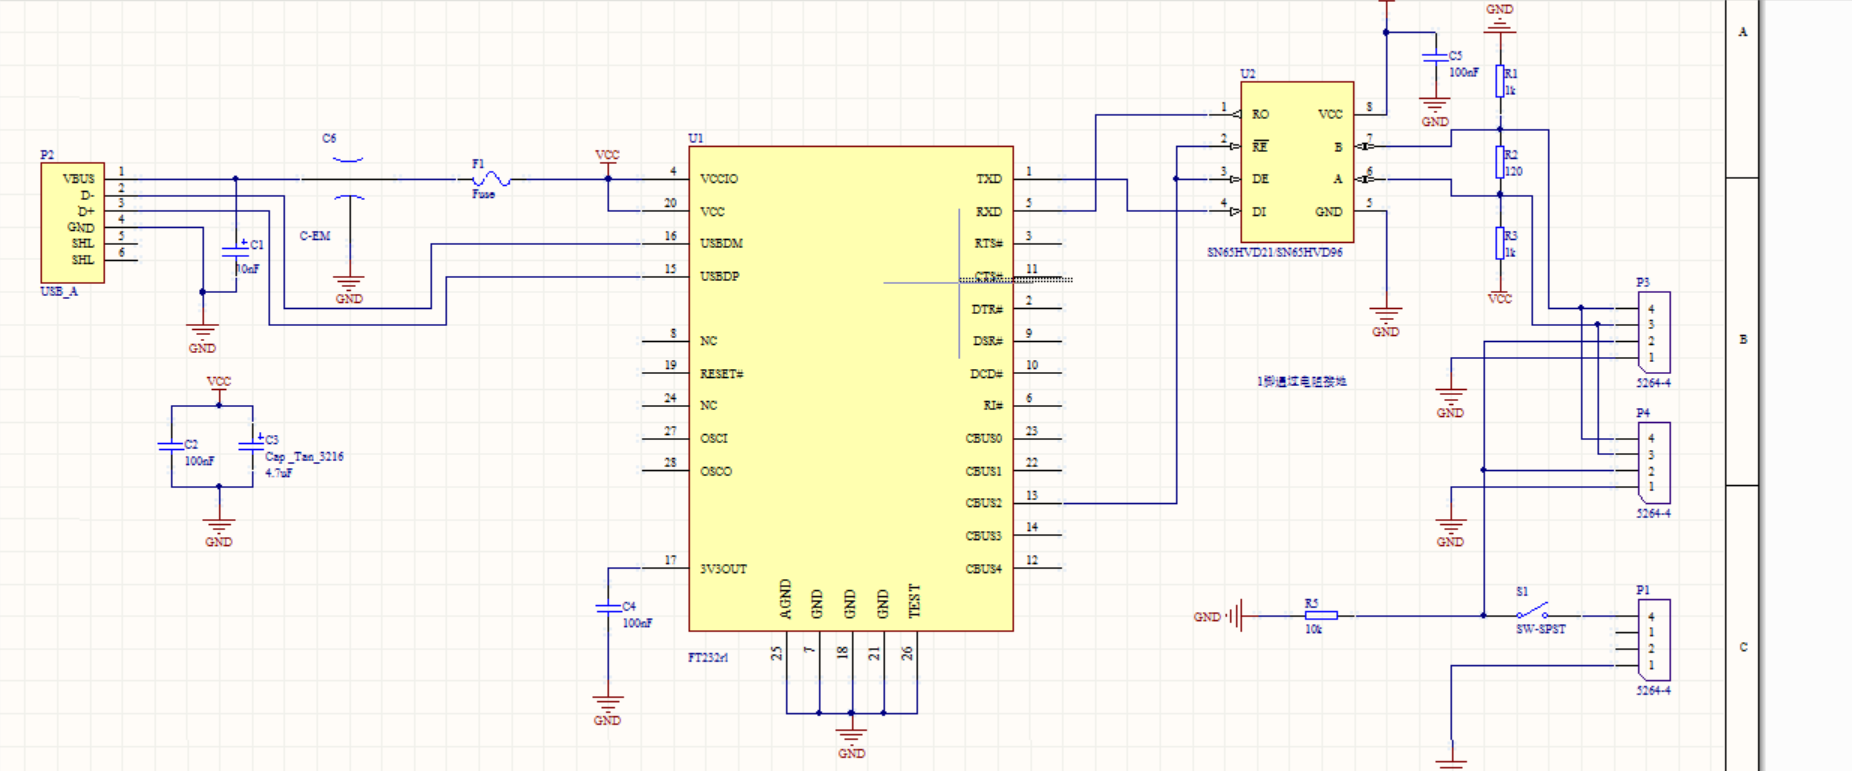 GND
A
C5
100nF
GND
R1
1k
U2
1
RO
VCC
8
2
RE
B
7
3
DE
A
6
4
DI
GND
5
SN65HVD21/SN65HVD96
R2
120
R3
1k
VCC
GND
P2
VBUS
1
D-
2
D+
3
GND
4
SHL
5
SHL
6
USB_A
C6
C-EM
GND
C1
10nF
GND
F1
Fuse
VCC
U1
4
VCCIO
TXD
1
20
VCC
RXD
5
16
USBDM
RTS#
3
15
USBDP
CTS#
11
DTR#
2
8
NC
DSR#
9
19
RESET#
DCD#
10
24
NC
RI#
6
27
OSCI
CBUS0
23
28
OSCO
CBUS1
22
CBUS2
13
CBUS3
14
17
3V3OUT
CBUS4
12
AGND
GND
GND
GND
TEST
25
7
18
21
26
FT232rl
GND
VCC
C2
100nF
C3
Cap_Tan_3216
4.7uF
GND
C4
100nF
GND
1脚通过电阻接地
P3
4
3
2
1
5264-4
B
GND
P4
4
3
2
1
5264-4
GND
GND
R5
10k
S1
SW-SPST
P1
4
1
2
1
5264-4
C